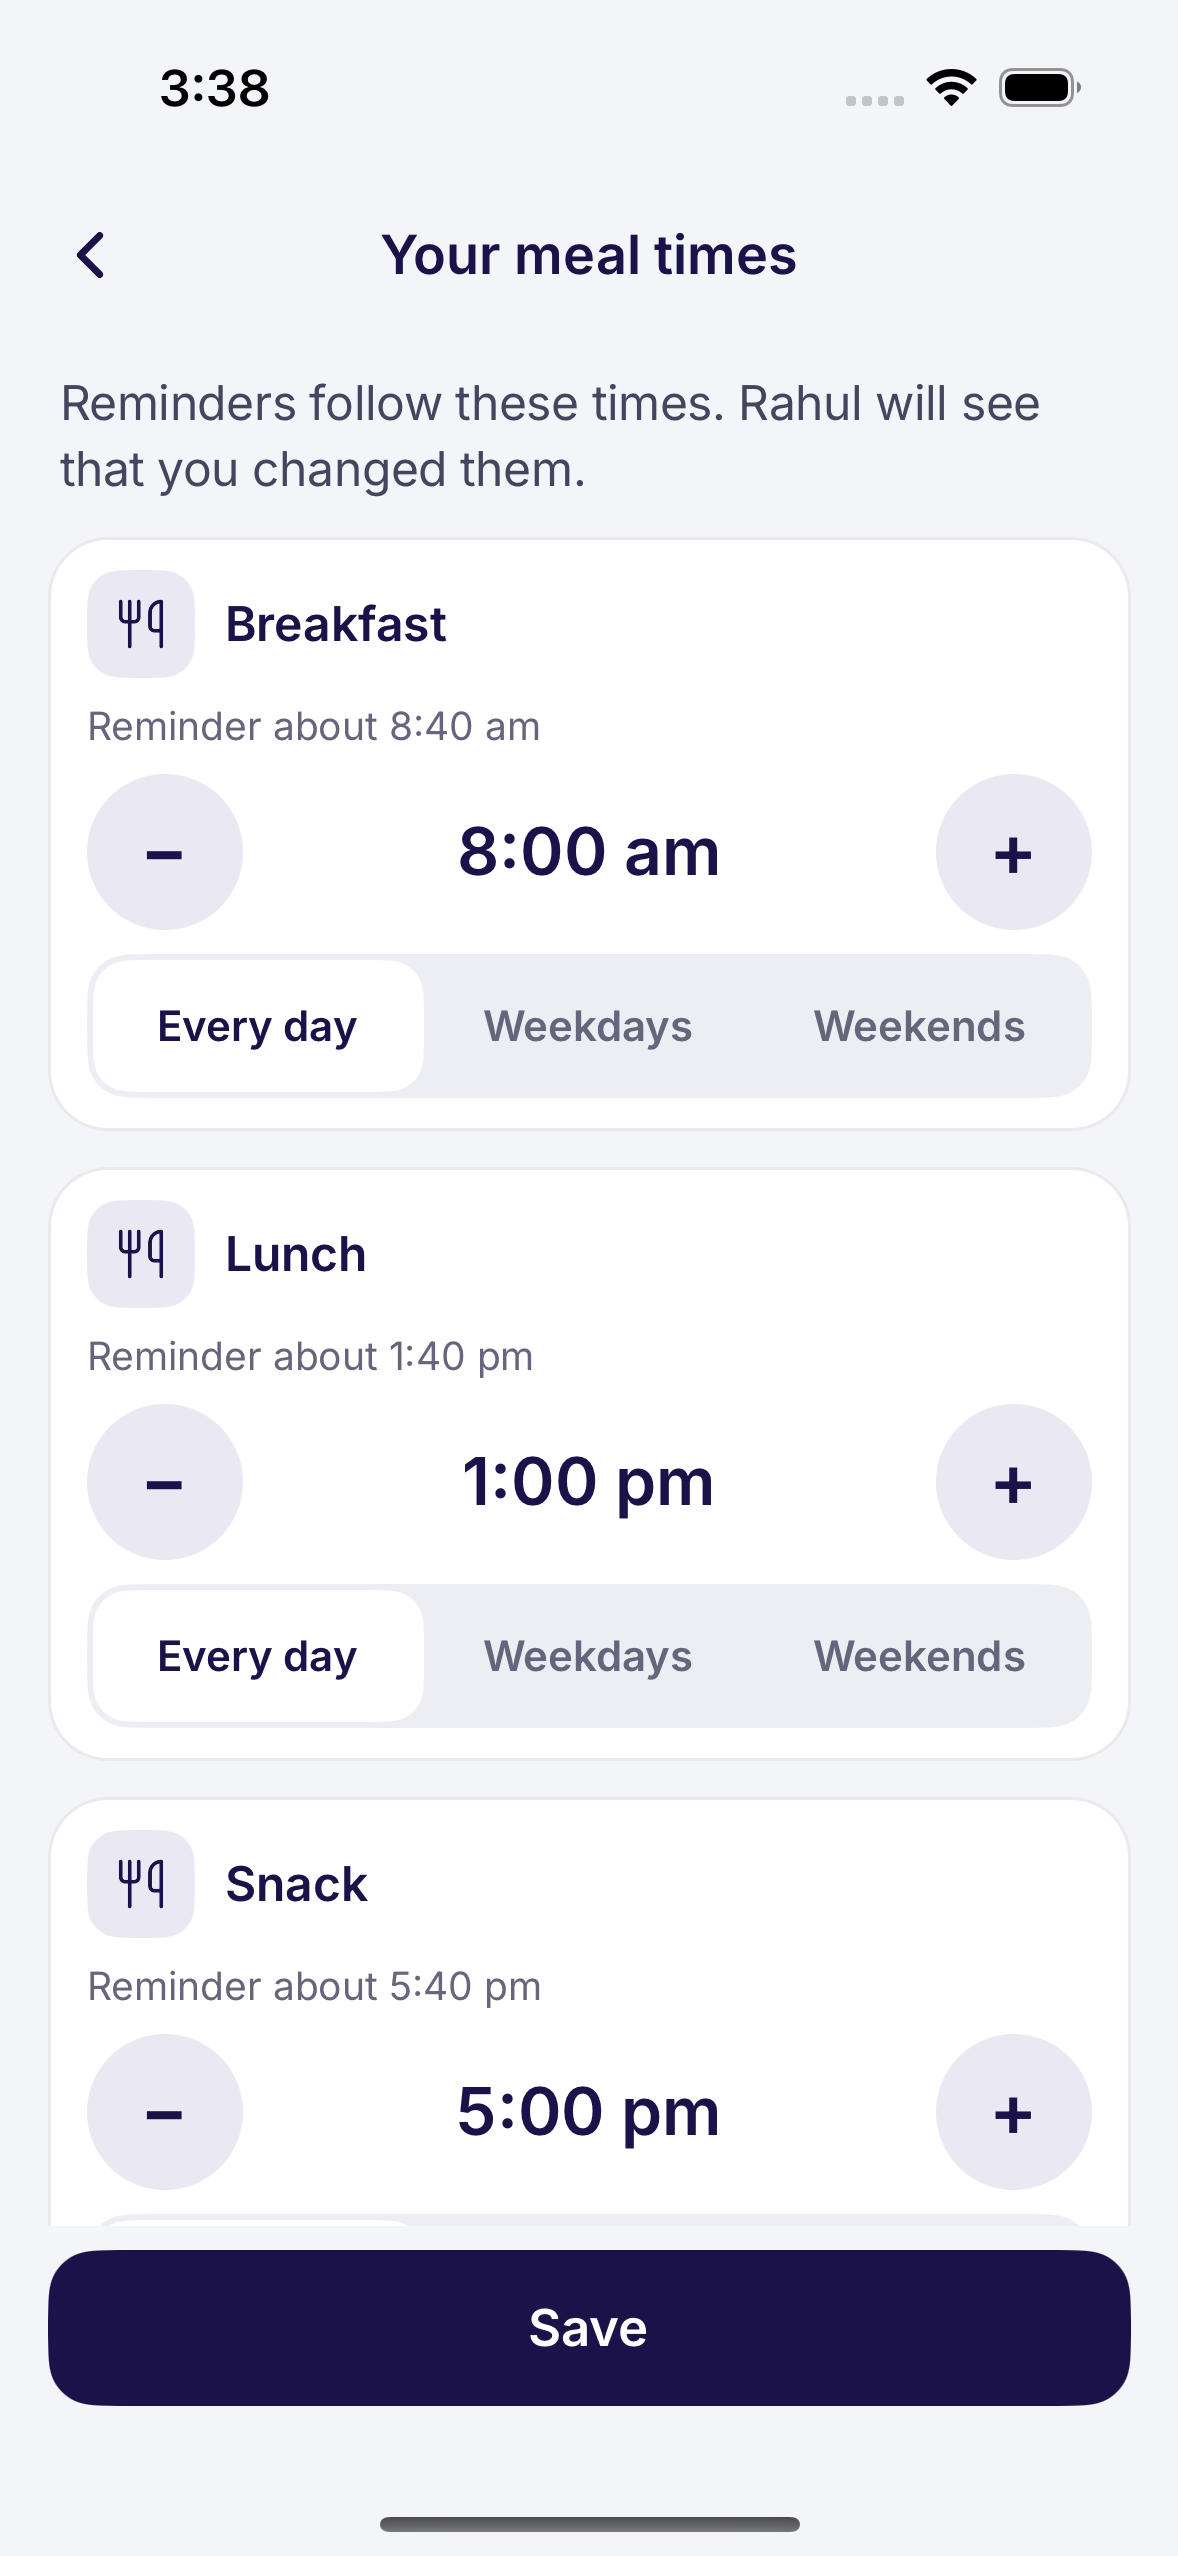 3:38
Your meal times
Reminders follow these times. Rahul will see
that you changed them.
Breakfast
Reminder about 8:40 am
− 8:00 am +
Every day Weekdays Weekends
Lunch
Reminder about 1:40 pm
− 1:00 pm +
Every day Weekdays Weekends
Snack
Reminder about 5:40 pm
− 5:00 pm +
Save